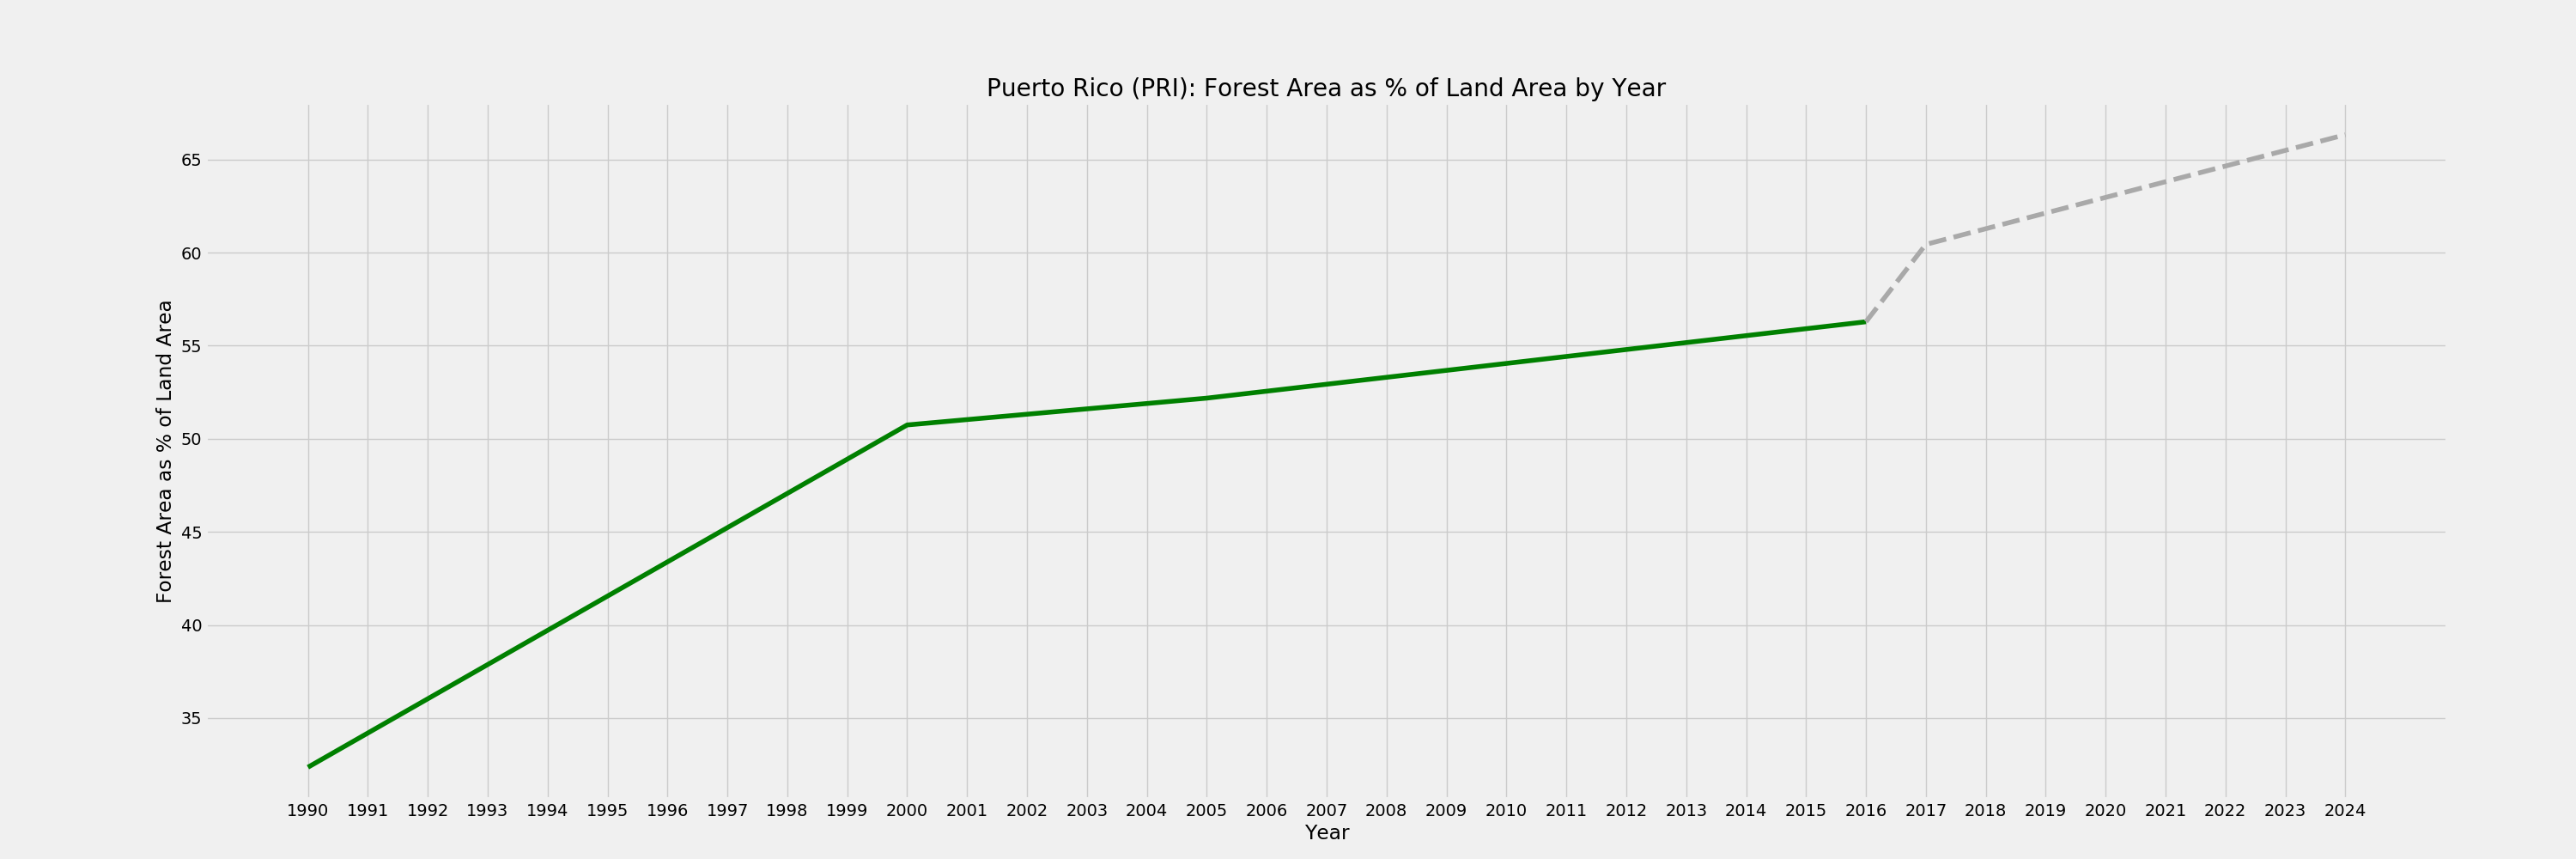 Puerto Rico (PRI): Forest Area as % of Land Area by Year
Forest Area as % of Land Area
65
60
55
50
45
40
35
1990 1991 1992 1993 1994 1995 1996 1997 1998 1999 2000 2001 2002 2003 2004 2005 2006 2007 2008 2009 2010 2011 2012 2013 2014 2015 2016 2017 2018 2019 2020 2021 2022 2023 2024
Year